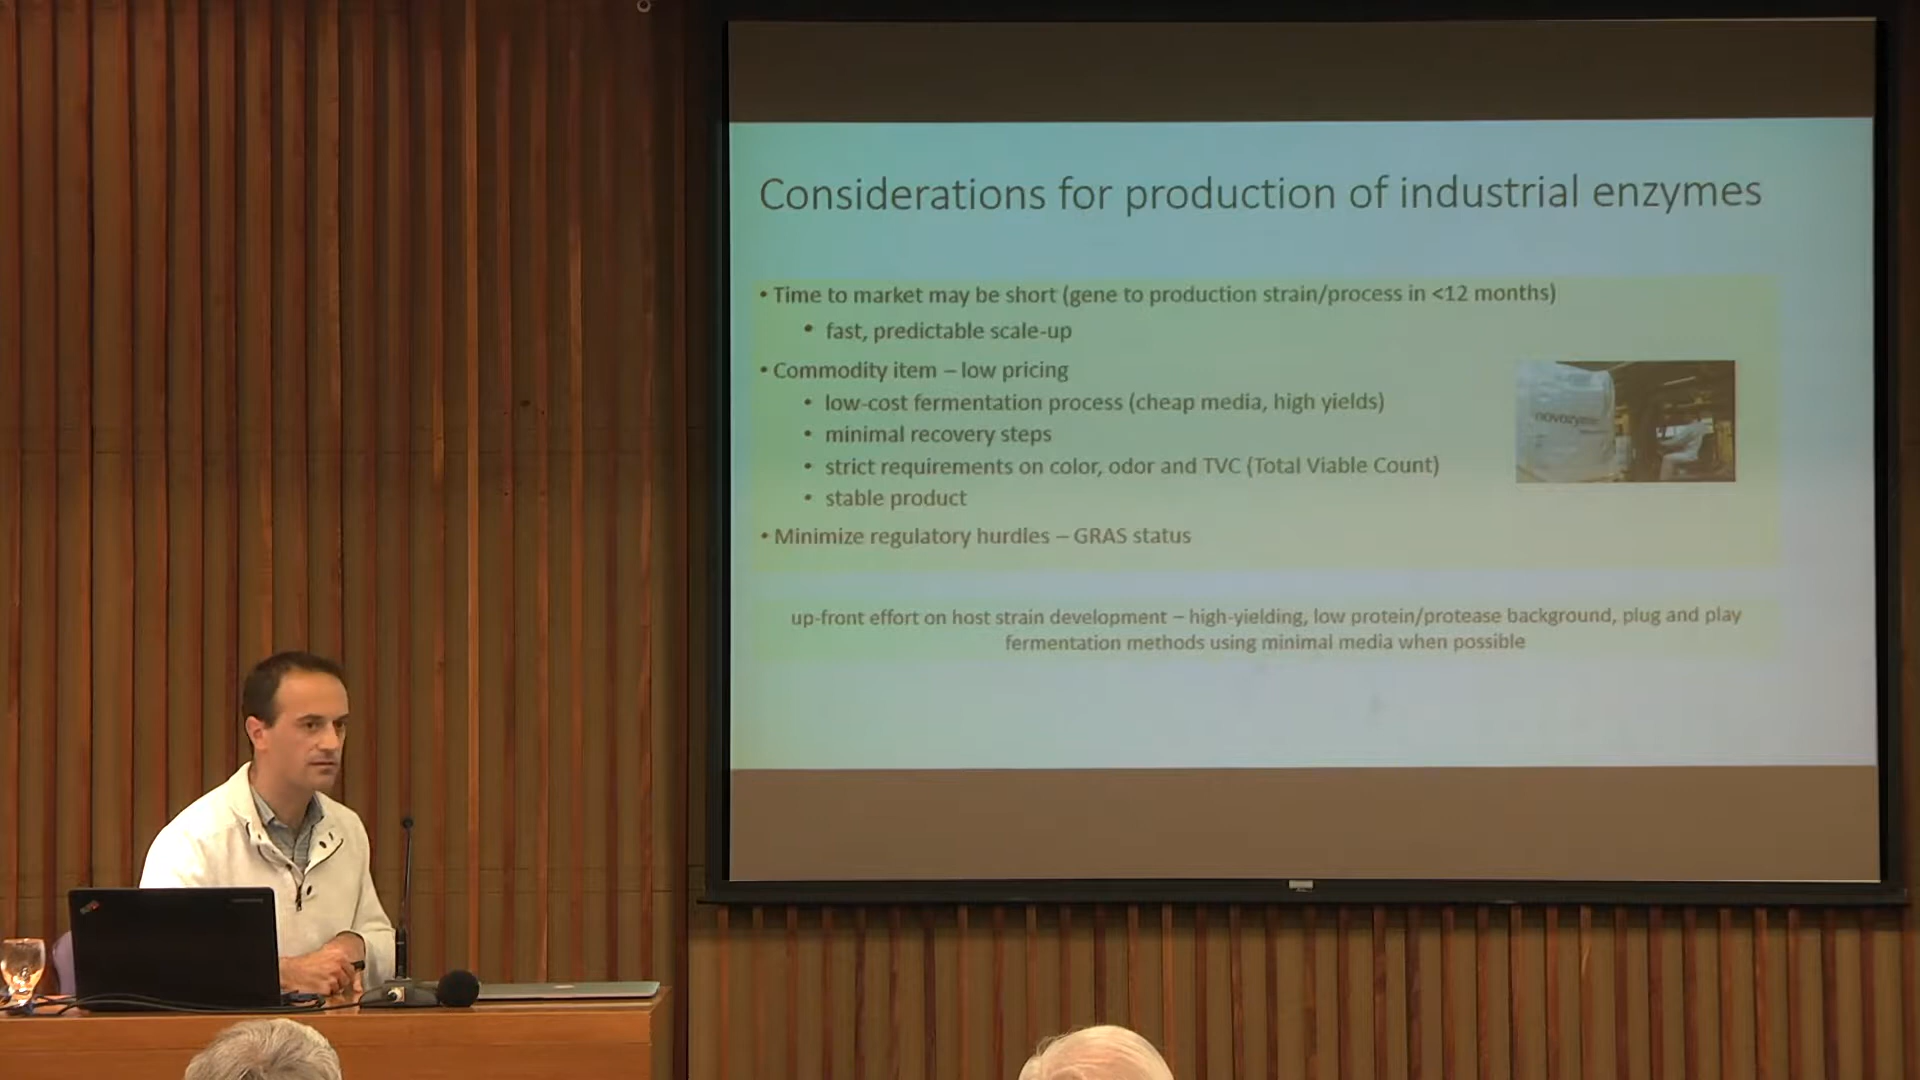 Considerations for production of industrial enzymes
• Time to market may be short (gene to production strain/process in <12 months)
• fast, predictable scale-up
• Commodity item – low pricing
• low-cost fermentation process (cheap media, high yields)
• minimal recovery steps
• strict requirements on color, odor and TVC (Total Viable Count)
• stable product
• Minimize regulatory hurdles – GRAS status
up-front effort on host strain development – high-yielding, low protein/protease background, plug and play
fermentation methods using minimal media when possible